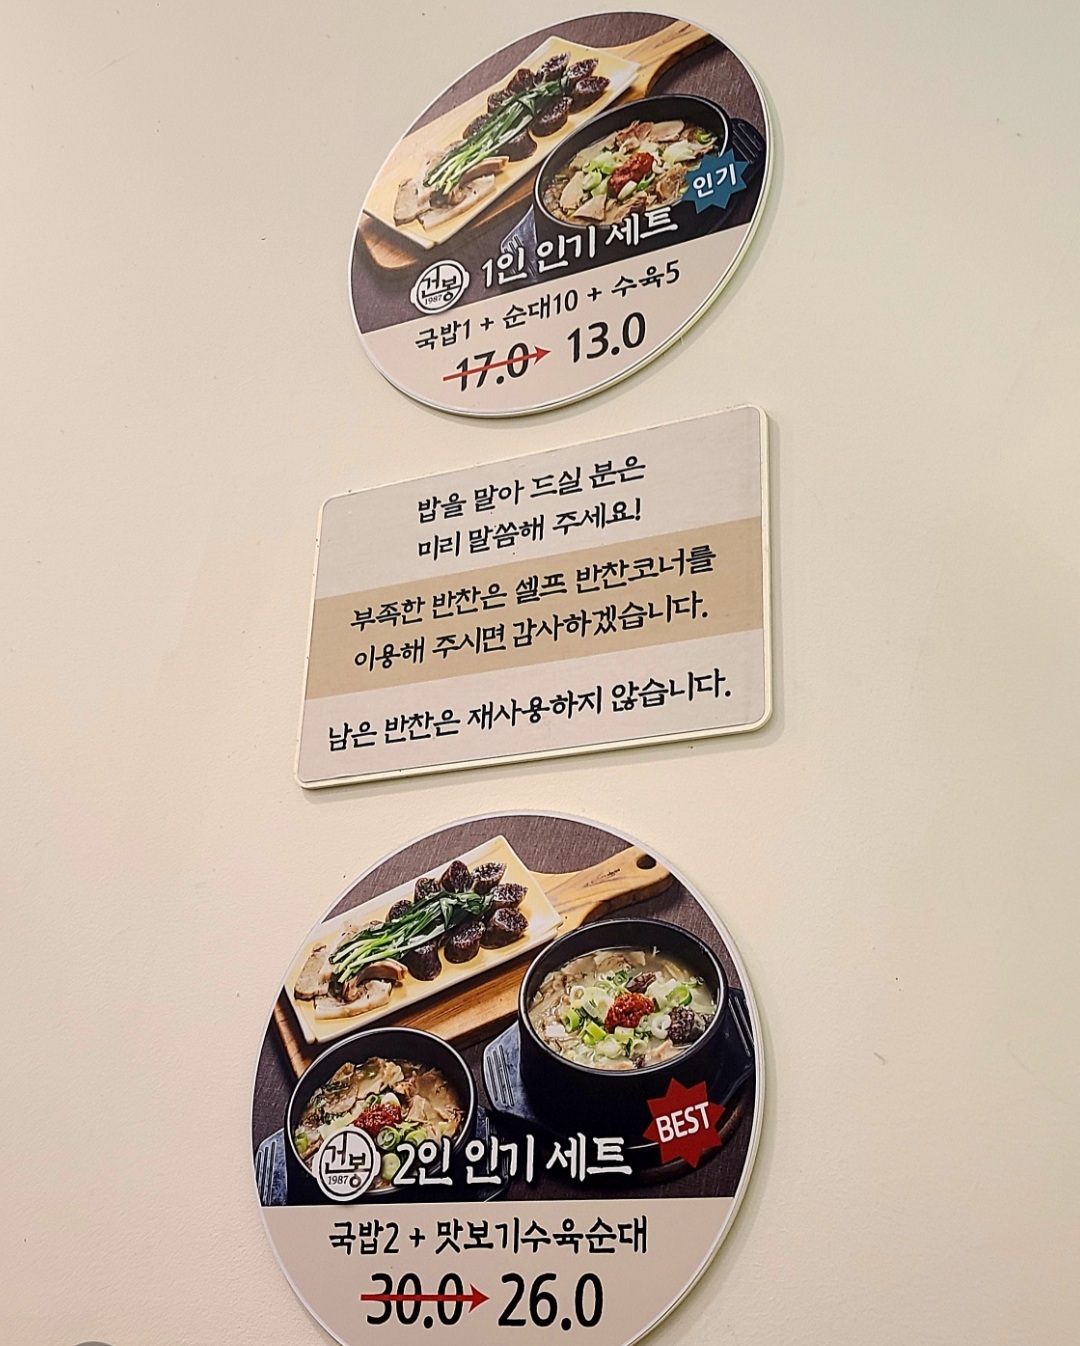 인기
건봉
1987
1인 인기 세트
국밥1 + 순대10 + 수육5
17.0 → 13.0
밥을 말아 드실 분은
미리 말씀해 주세요!
부족한 반찬은 셀프 반찬코너를
이용해 주시면 감사하겠습니다.
남은 반찬은 재사용하지 않습니다.
BEST
건봉
1987
2인 인기 세트
국밥2 + 맛보기수육순대
30.0 → 26.0